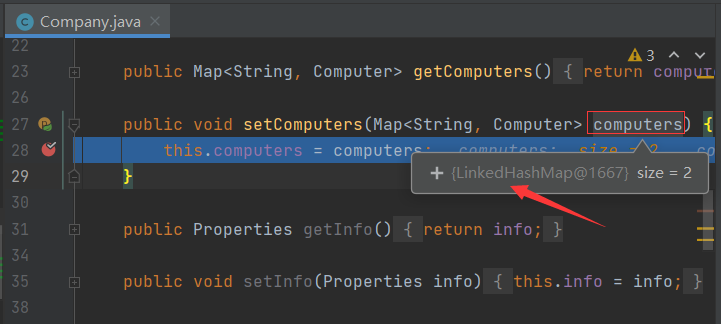 Company.java
22
3
23 public Map<String, Computer> getComputers() { return compute
26
27 public void setComputers(Map<String, Computer> computers) {
28 this.computers = computers; computers: size = 2 co
{LinkedHashMap@1667} size = 2
29 }
30
31 public Properties getInfo() { return info; }
34
35 public void setInfo(Properties info) { this.info = info; }
38